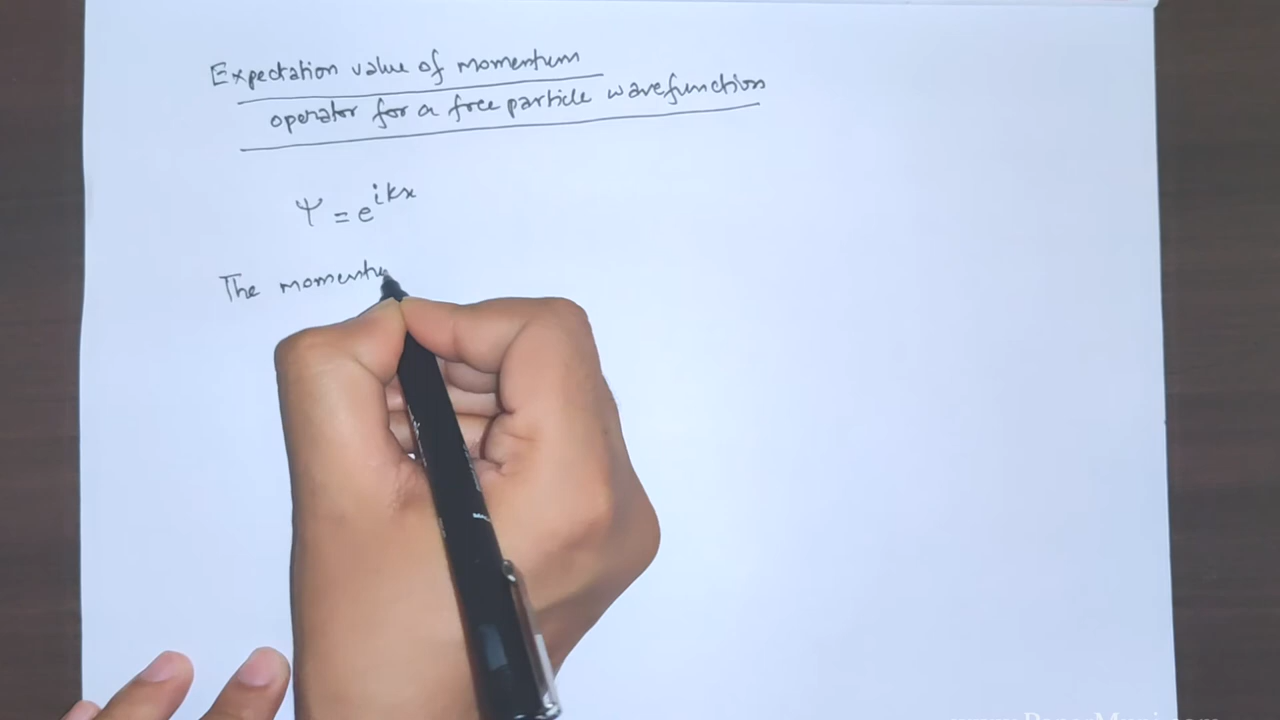 Expectation value of momentum
operator for a free particle wavefunction
Ψ = e^{ikx}
The momentu